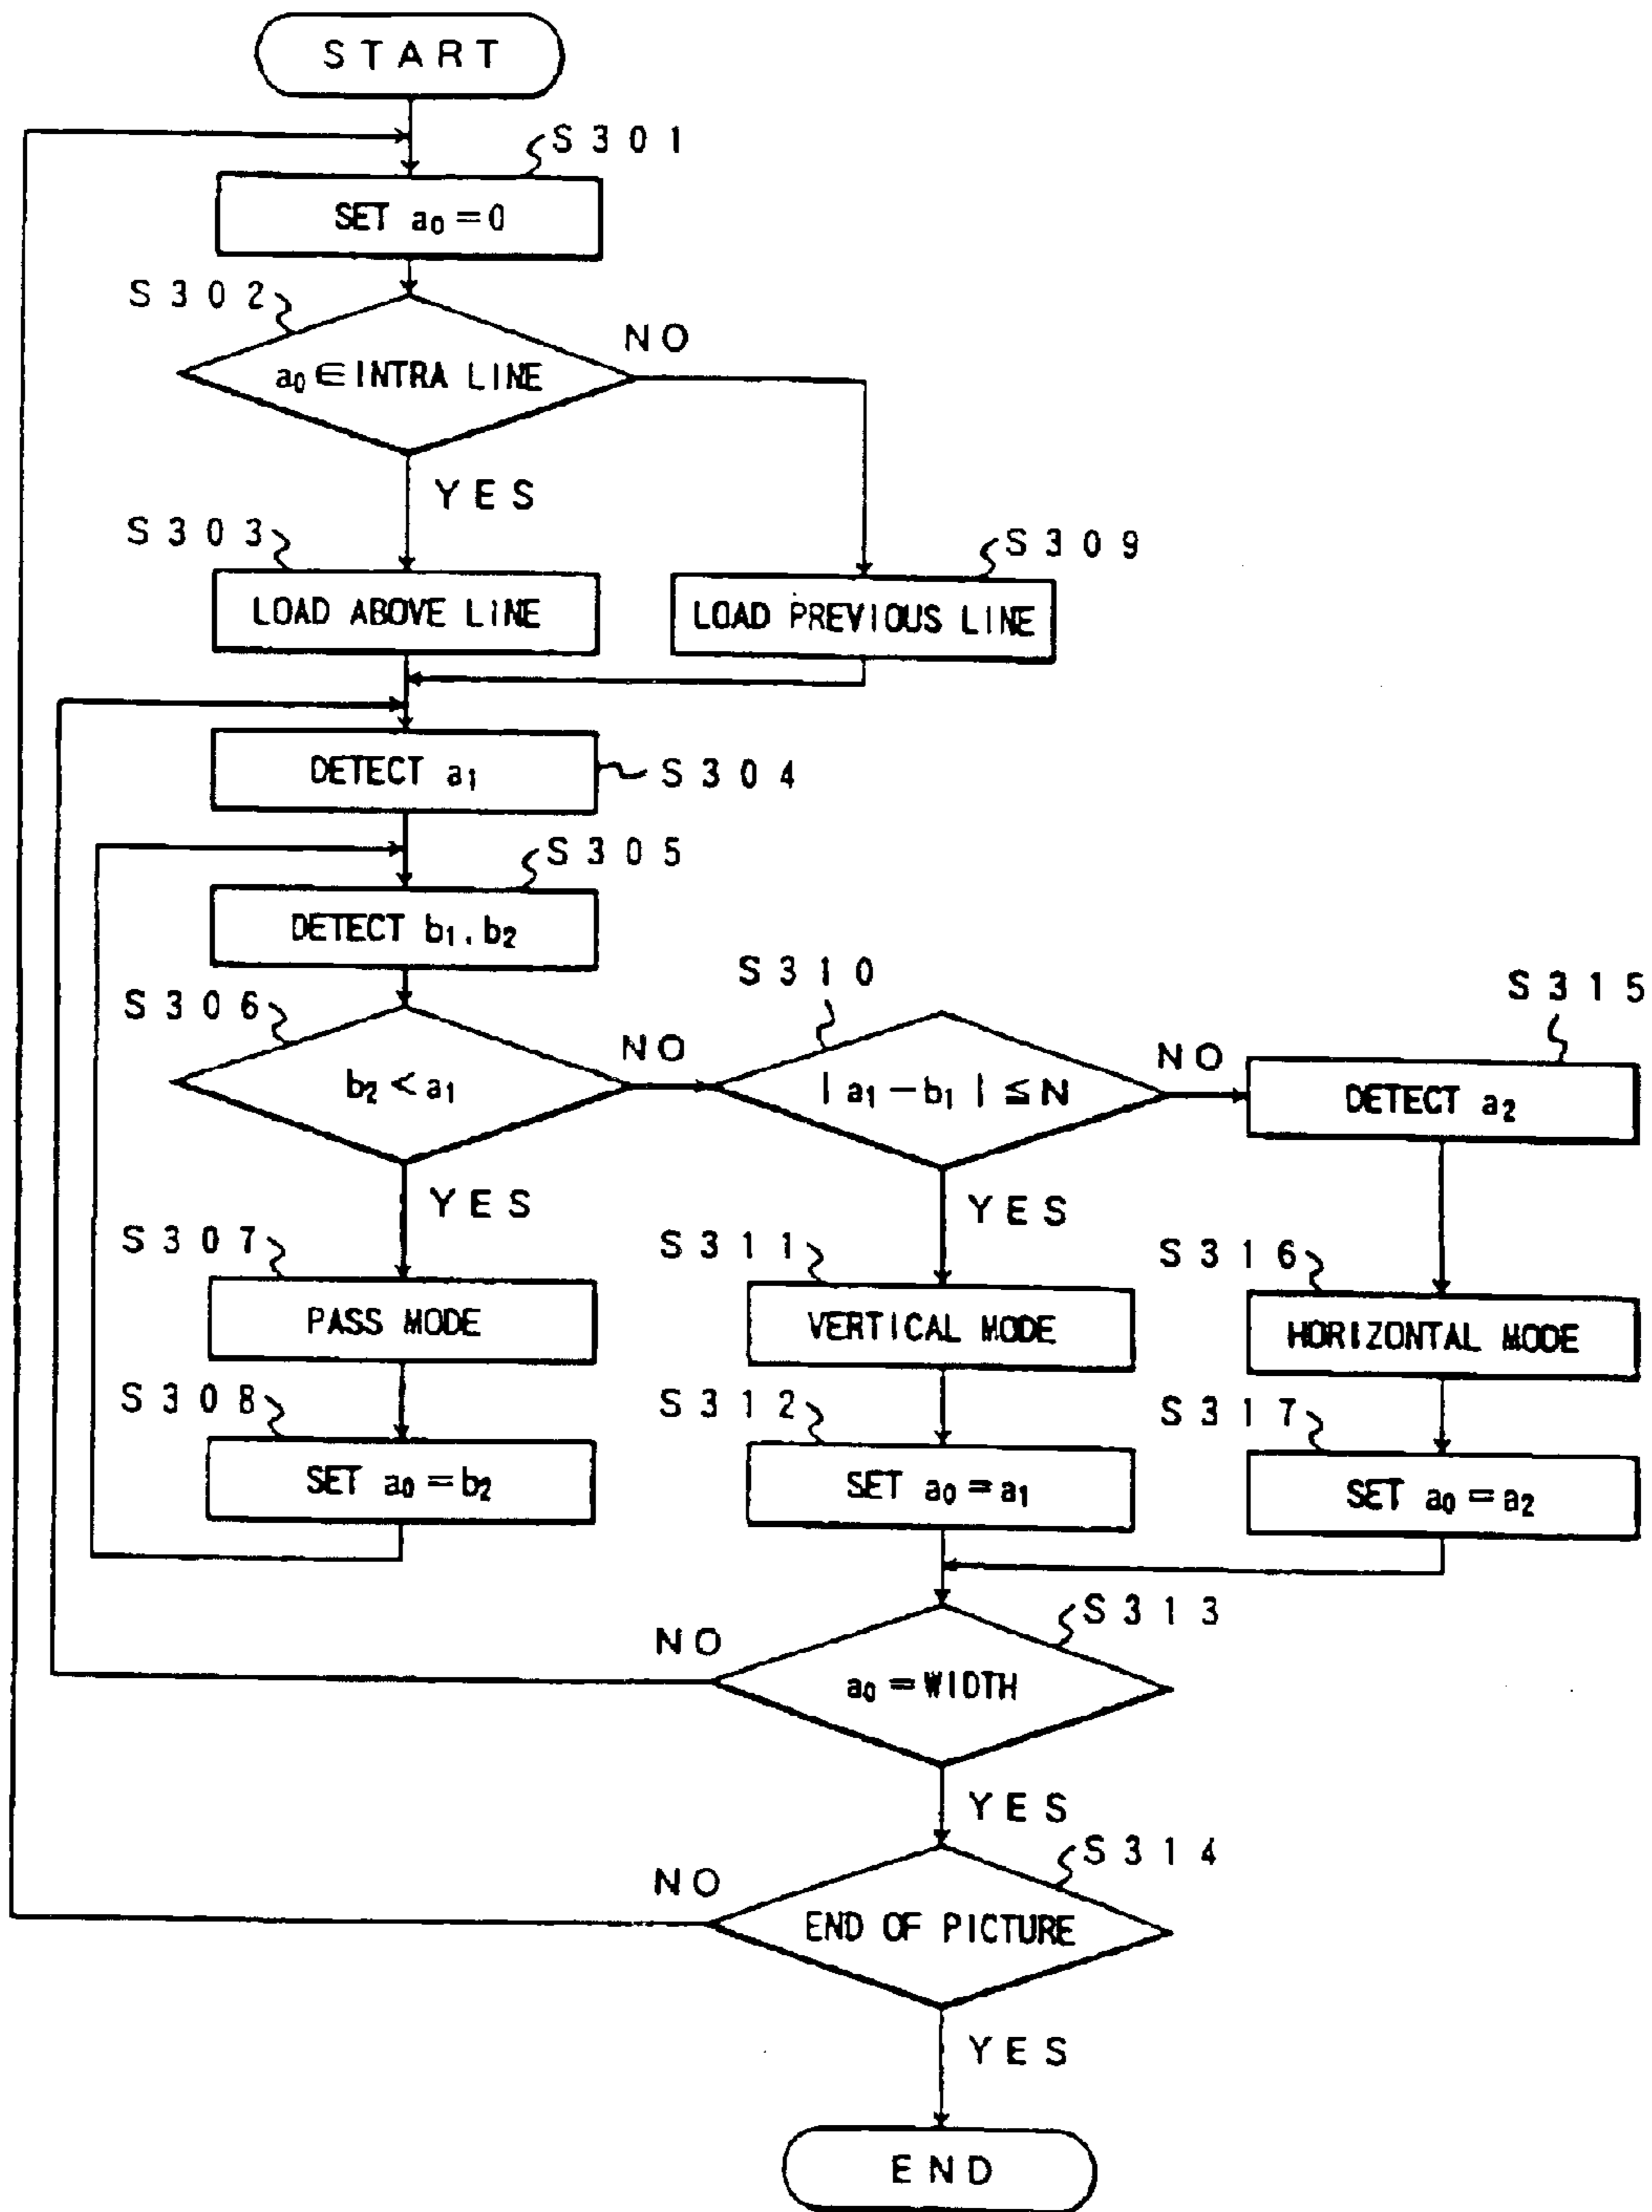 START
S301
SET a₀=0
S302
a₀∈INTRA LINE
NO
YES
S303
LOAD ABOVE LINE
S309
LOAD PREVIOUS LINE
DETECT a₁
S304
S305
DETECT b₁,b₂
S306
b₂<a₁
NO
S310
|a₁-b₁|≦N
NO
S315
DETECT a₂
YES
YES
S307
PASS MODE
S311
VERTICAL MODE
S316
HORIZONTAL MODE
S308
SET a₀=b₂
S312
SET a₀=a₁
S317
SET a₀=a₂
S313
NO
a₀=WIDTH
YES
S314
NO
END OF PICTURE
YES
END